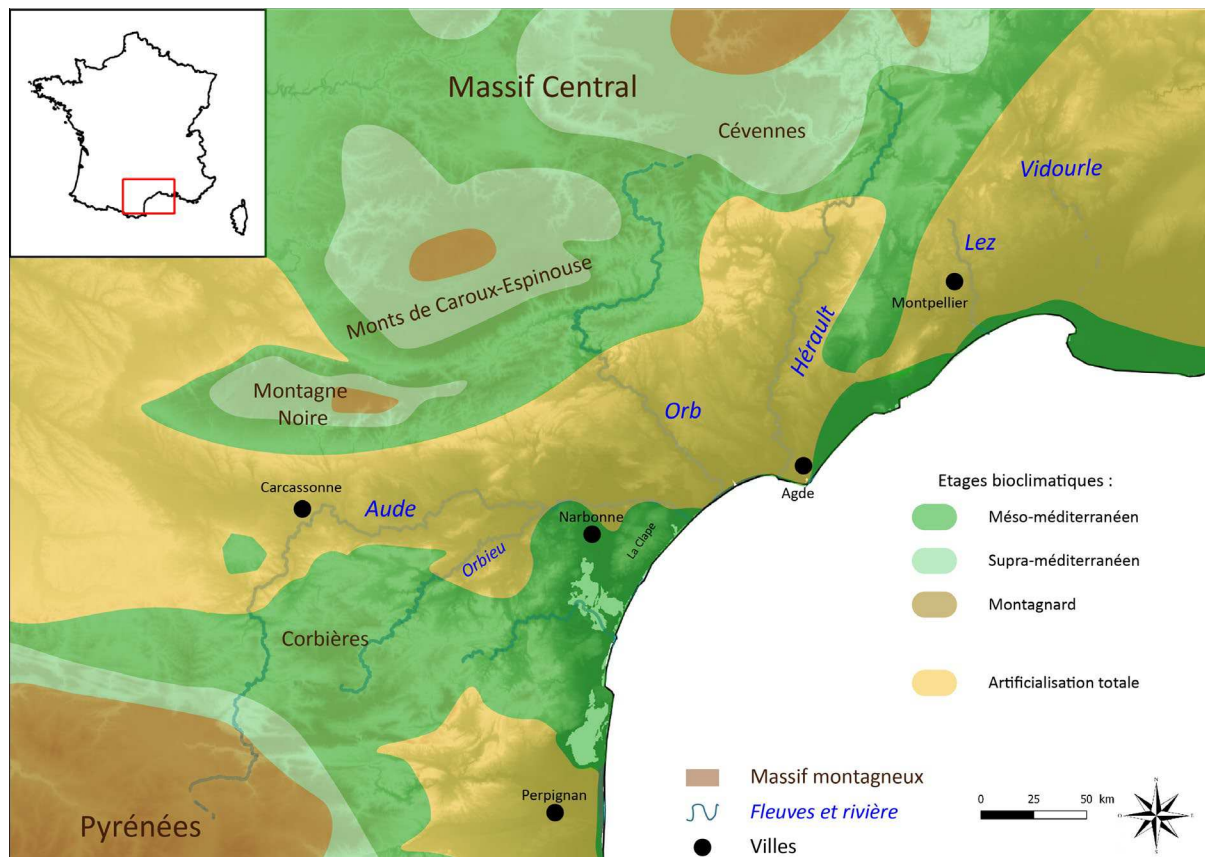 Massif Central
Cévennes
Vidourle
Lez
Montpellier
Monts de Caroux-Espinouse
Hérault
Montagne
Noire
Orb
Agde
Carcassonne
Aude
Narbonne
La Clape
Orbieu
Corbières
Perpignan
Pyrénées
Etages bioclimatiques :
Méso-méditerranéen
Supra-méditerranéen
Montagnard
Artificialisation totale
Massif montagneux
Fleuves et rivière
Villes
0 25 50 km
N
O
E
S